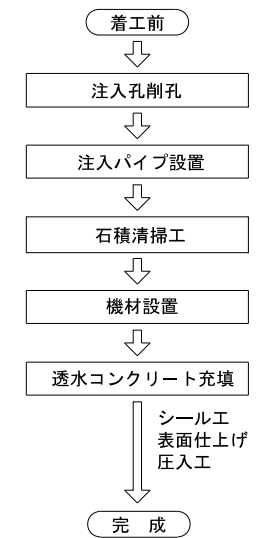 着工前
注入孔削孔
注入パイプ設置
石積清掃工
機材設置
透水コンクリート充填
シール工
表面仕上げ
圧入工
完　成